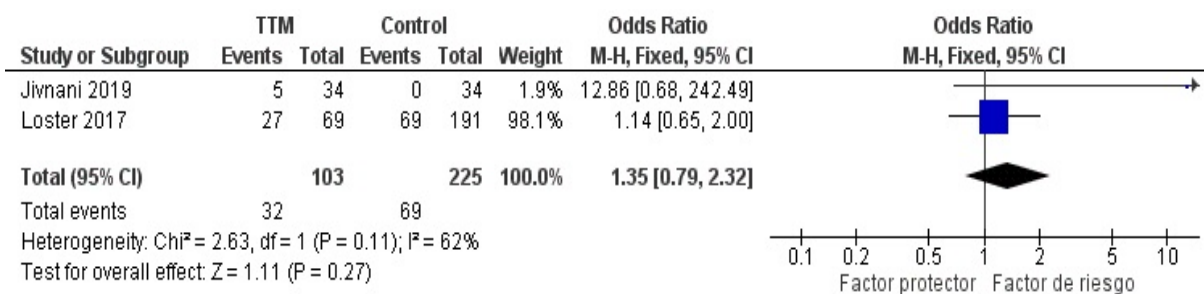 TTM Control Odds Ratio Odds Ratio
Study or Subgroup Events Total Events Total Weight M-H, Fixed, 95% CI M-H, Fixed, 95% CI
Jivnani 2019 5 34 0 34 1.9% 12.86 [0.68, 242.49]
Loster 2017 27 69 69 191 98.1% 1.14 [0.65, 2.00]
Total (95% CI) 103 225 100.0% 1.35 [0.79, 2.32]
Total events 32 69
Heterogeneity: Chi² = 2.63, df = 1 (P = 0.11); I² = 62%
Test for overall effect: Z = 1.11 (P = 0.27)
0.1 0.2 0.5 1 2 5 10
Factor protector Factor de riesgo